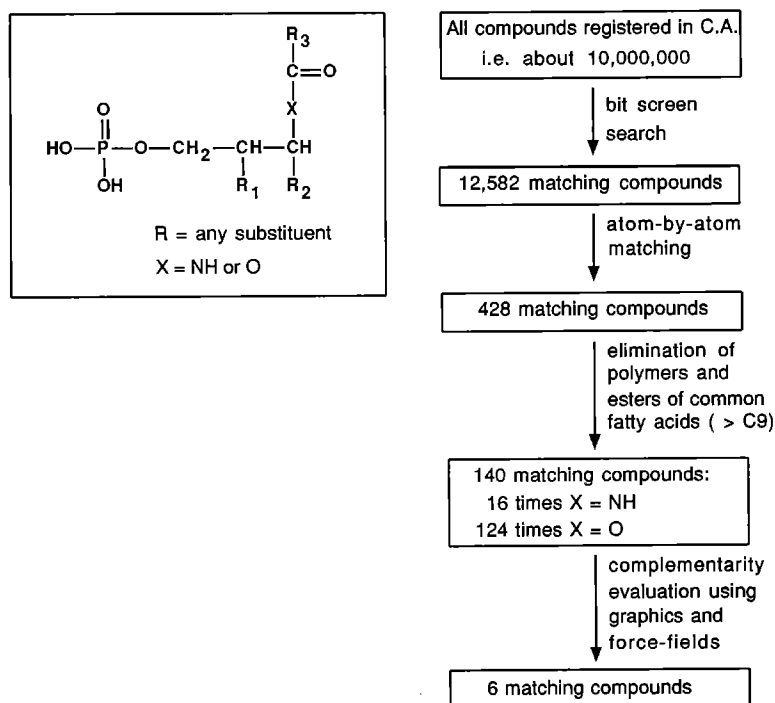 R3
C=O
X
O
HO—P—O—CH2—CH—CH
OH R1 R2
R = any substituent
X = NH or O
All compounds registered in C.A.
i.e. about 10,000,000
bit screen
search
12,582 matching compounds
atom-by-atom
matching
428 matching compounds
elimination of
polymers and
esters of common
fatty acids ( > C9)
140 matching compounds:
16 times X = NH
124 times X = O
complementarity
evaluation using
graphics and
force-fields
6 matching compounds